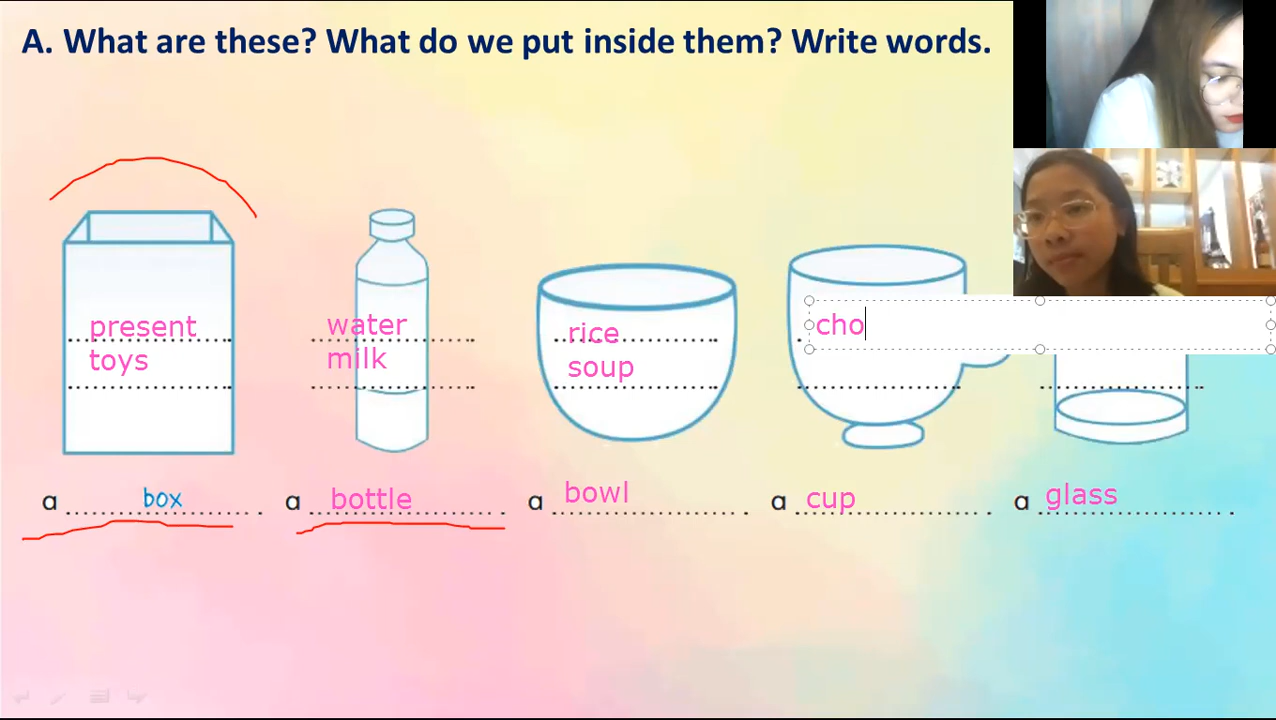 A. What are these? What do we put inside them? Write words.
present
toys
water
milk
rice
soup
cho
a box
a bottle
a bowl
a cup
a glass